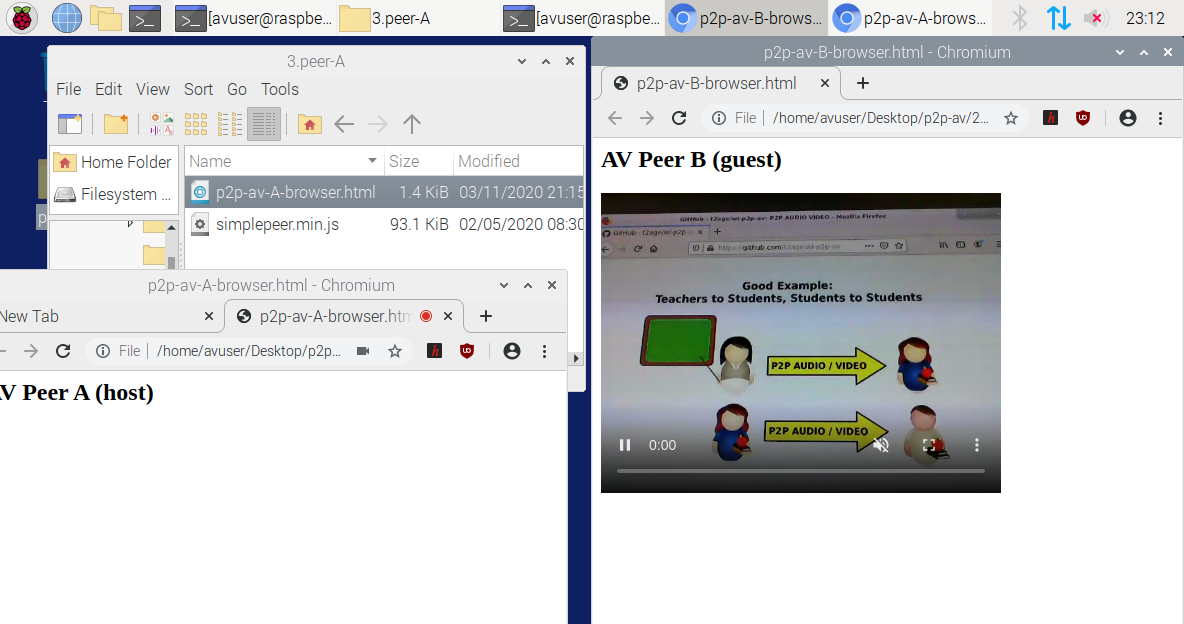 [avuser@raspbe...
3.peer-A
[avuser@raspbe...
p2p-av-B-brows...
p2p-av-A-brows...
23:12
3.peer-A
File Edit View Sort Go Tools
Home Folder
Filesystem ...
Name Size Modified
p2p-av-A-browser.html 1.4 KiB 03/11/2020 21:15
simplepeer.min.js 93.1 KiB 02/05/2020 08:30
p2p-av-A-browser.html - Chromium
New Tab
p2p-av-A-browser.htm
File /home/avuser/Desktop/p2p...
AV Peer A (host)
p2p-av-B-browser.html - Chromium
p2p-av-B-browser.html
File /home/avuser/Desktop/p2p-av/2...
AV Peer B (guest)
GitHub - t2age/wl-p2p-av: P2P AUDIO VIDEO - Mozilla Firefox
GitHub - t2age/wl-p2p-
https://github.com/t2age/wl-p2p-av
Good Example:
Teachers to Students, Students to Students
P2P AUDIO / VIDEO
P2P AUDIO / VIDEO
0:00